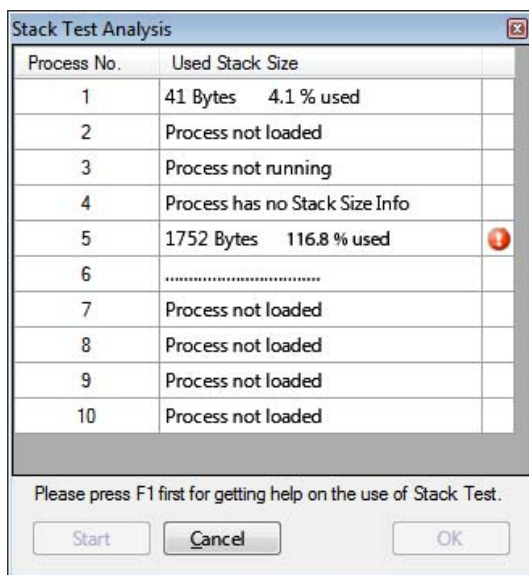 Stack Test Analysis
Process No. Used Stack Size
1 41 Bytes 4.1 % used
2 Process not loaded
3 Process not running
4 Process has no Stack Size Info
5 1752 Bytes 116.8 % used
6 ..................................
7 Process not loaded
8 Process not loaded
9 Process not loaded
10 Process not loaded
Please press F1 first for getting help on the use of Stack Test.
Start Cancel OK